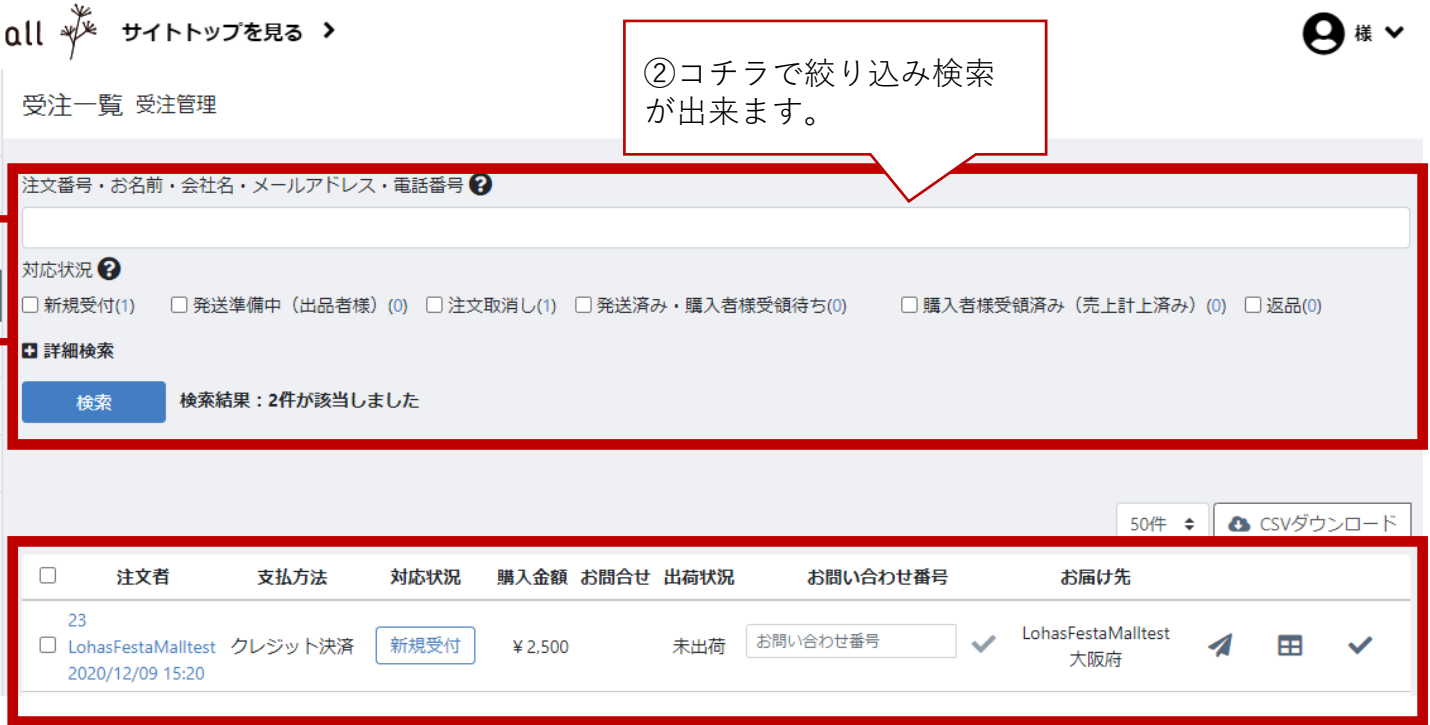 all サイトトップを見る 様
②コチラで絞り込み検索
が出来ます。
受注一覧 受注管理
注文番号・お名前・会社名・メールアドレス・電話番号 ?
対応状況 ?
新規受付(1) 発送準備中（出品者様）(0) 注文取消し(1) 発送済み・購入者様受領待ち(0) 購入者様受領済み（売上計上済み）(0) 返品(0)
詳細検索
検索 検索結果：2件が該当しました
50件 CSVダウンロード
注文者 支払方法 対応状況 購入金額 お問合せ 出荷状況 お問い合わせ番号 お届け先
23
LohasFestaMalltest クレジット決済 新規受付 ¥ 2,500 未出荷 お問い合わせ番号 LohasFestaMalltest
2020/12/09 15:20 大阪府